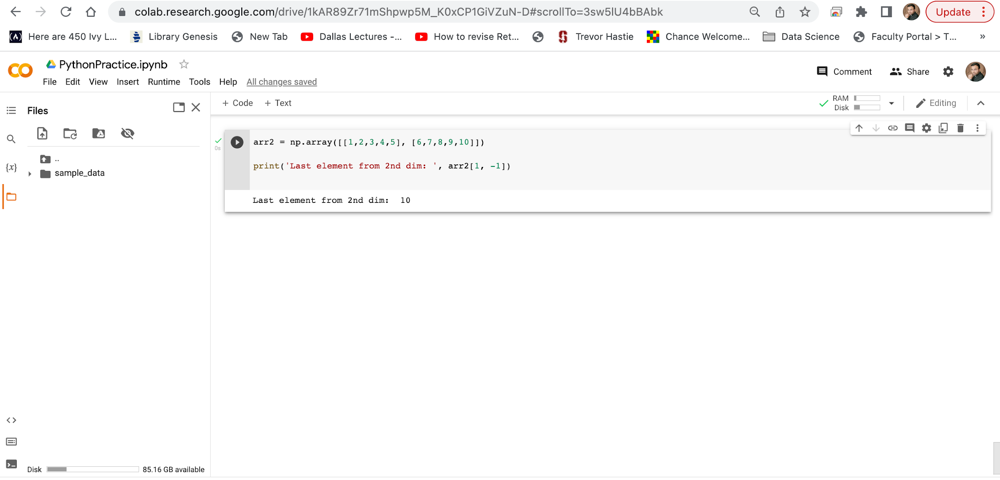 colab.research.google.com/drive/1kAR89Zr71mShpwp5M_K0xCP1GiVZuN-D#scrollTo=3sw5lU4bBAbk
Update
Here are 450 Ivy L... Library Genesis New Tab Dallas Lectures -... How to revise Ret... Trevor Hastie Chance Welcome... Data Science Faculty Portal > T... »
PythonPractice.ipynb
Comment Share
File Edit View Insert Runtime Tools Help All changes saved
Files
+ Code + Text
RAM
Disk
Editing
{x}
..
sample_data
0s
arr2 = np.array([[1,2,3,4,5], [6,7,8,9,10]])
print('Last element from 2nd dim: ', arr2[1, -1])
Last element from 2nd dim:  10
Disk 85.16 GB available